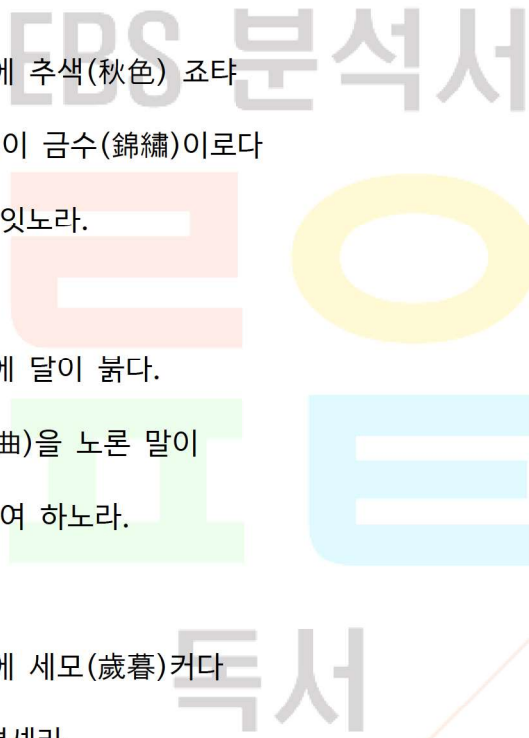 EBS 분석서
에 추색(秋色) 죠탸
이 금수(錦繡)이로다
잇노라.
에 달이 붉다.
曲)을 노론 말이
여 하노라.
에 세모(歲暮)커다
독서